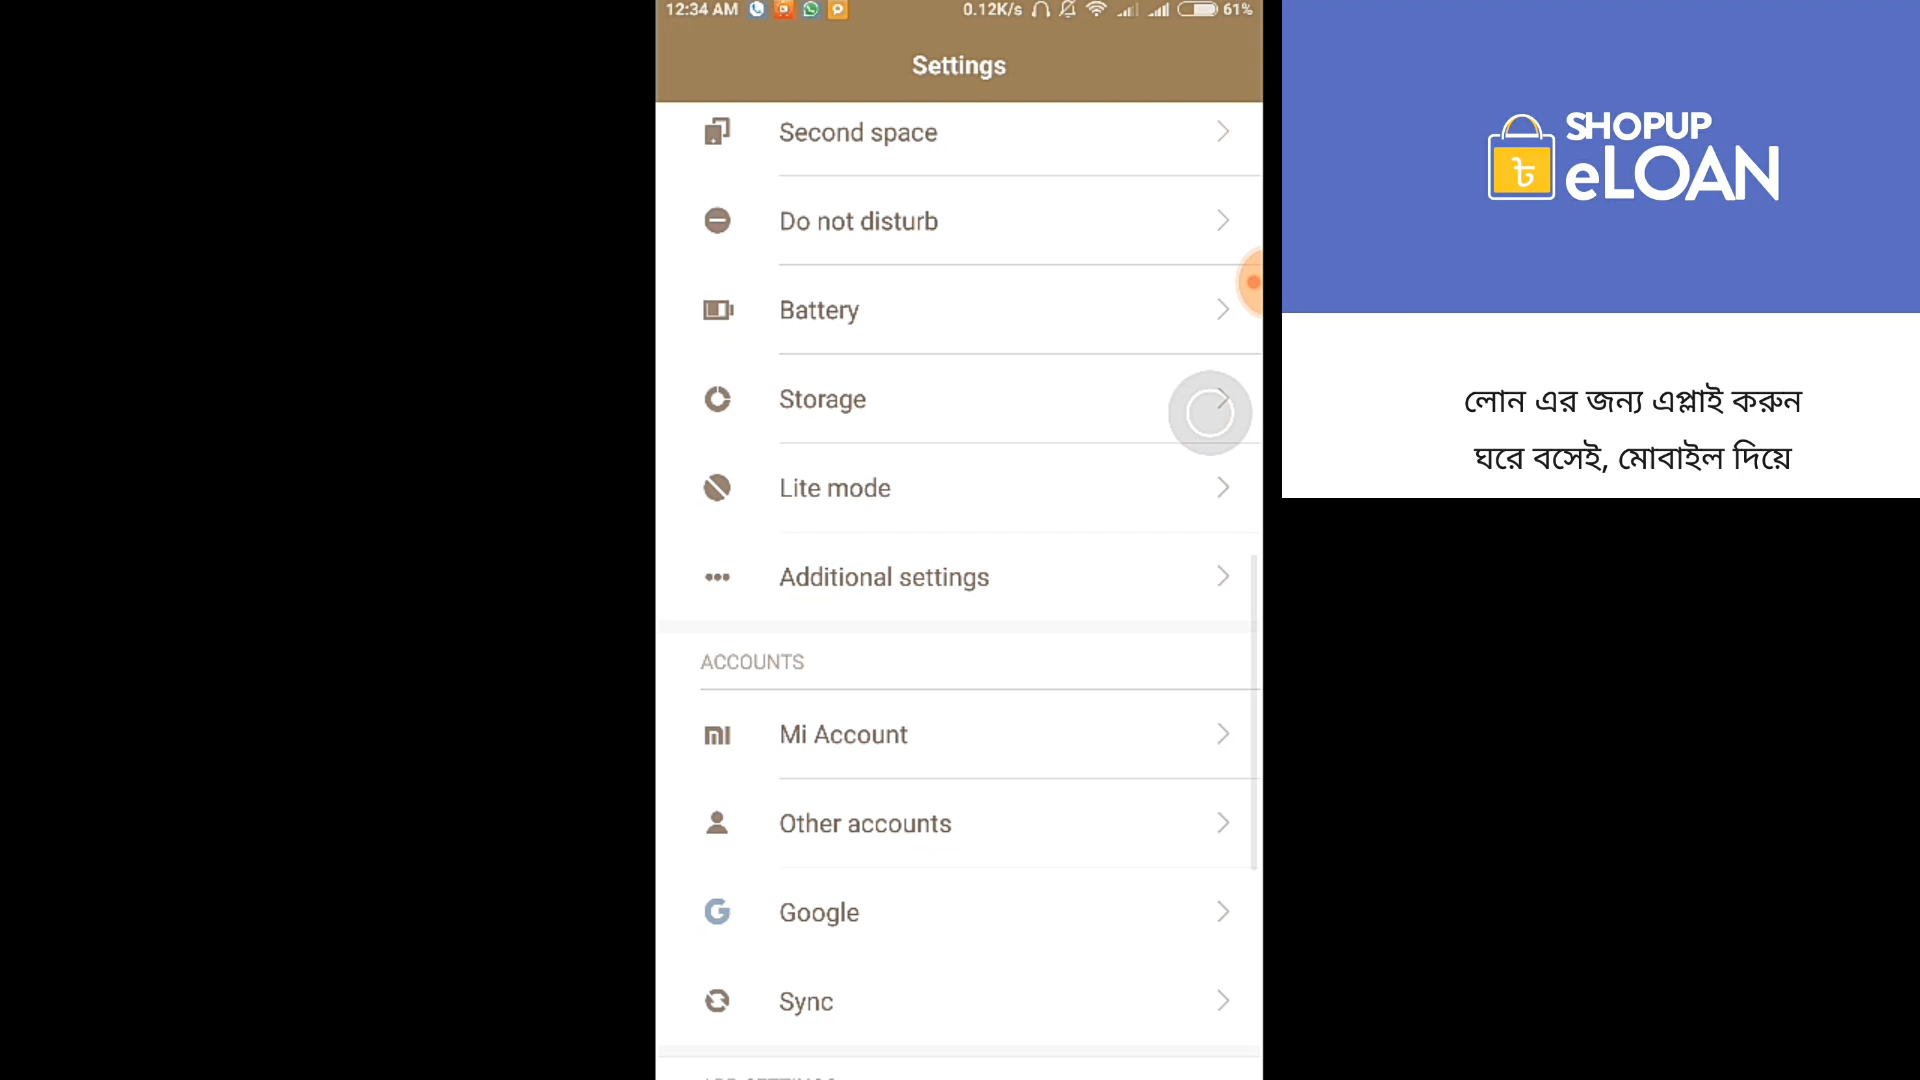 12:34 AM 0.12K/s 61%
Settings
Second space
Do not disturb
Battery
Storage
Lite mode
Additional settings
ACCOUNTS
Mi Account
Other accounts
Google
Sync
SHOPUP
eLOAN
লোন এর জন্য এপ্লাই করুন
ঘরে বসেই, মোবাইল দিয়ে